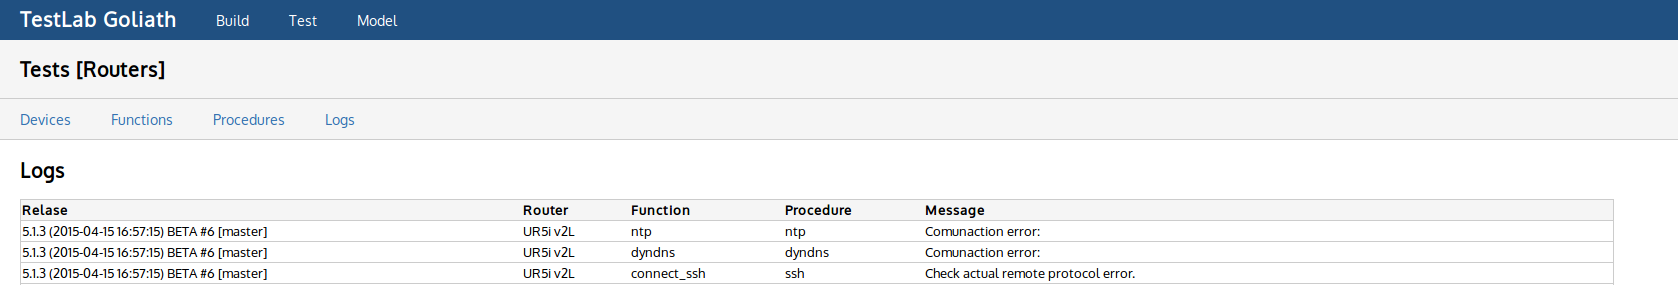 TestLab Goliath Build Test Model
Tests [Routers]
Devices Functions Procedures Logs
Logs
Relase Router Function Procedure Message
5.1.3 (2015-04-15 16:57:15) BETA #6 [master] UR5i v2L ntp ntp Comunaction error:
5.1.3 (2015-04-15 16:57:15) BETA #6 [master] UR5i v2L dyndns dyndns Comunaction error:
5.1.3 (2015-04-15 16:57:15) BETA #6 [master] UR5i v2L connect_ssh ssh Check actual remote protocol error.